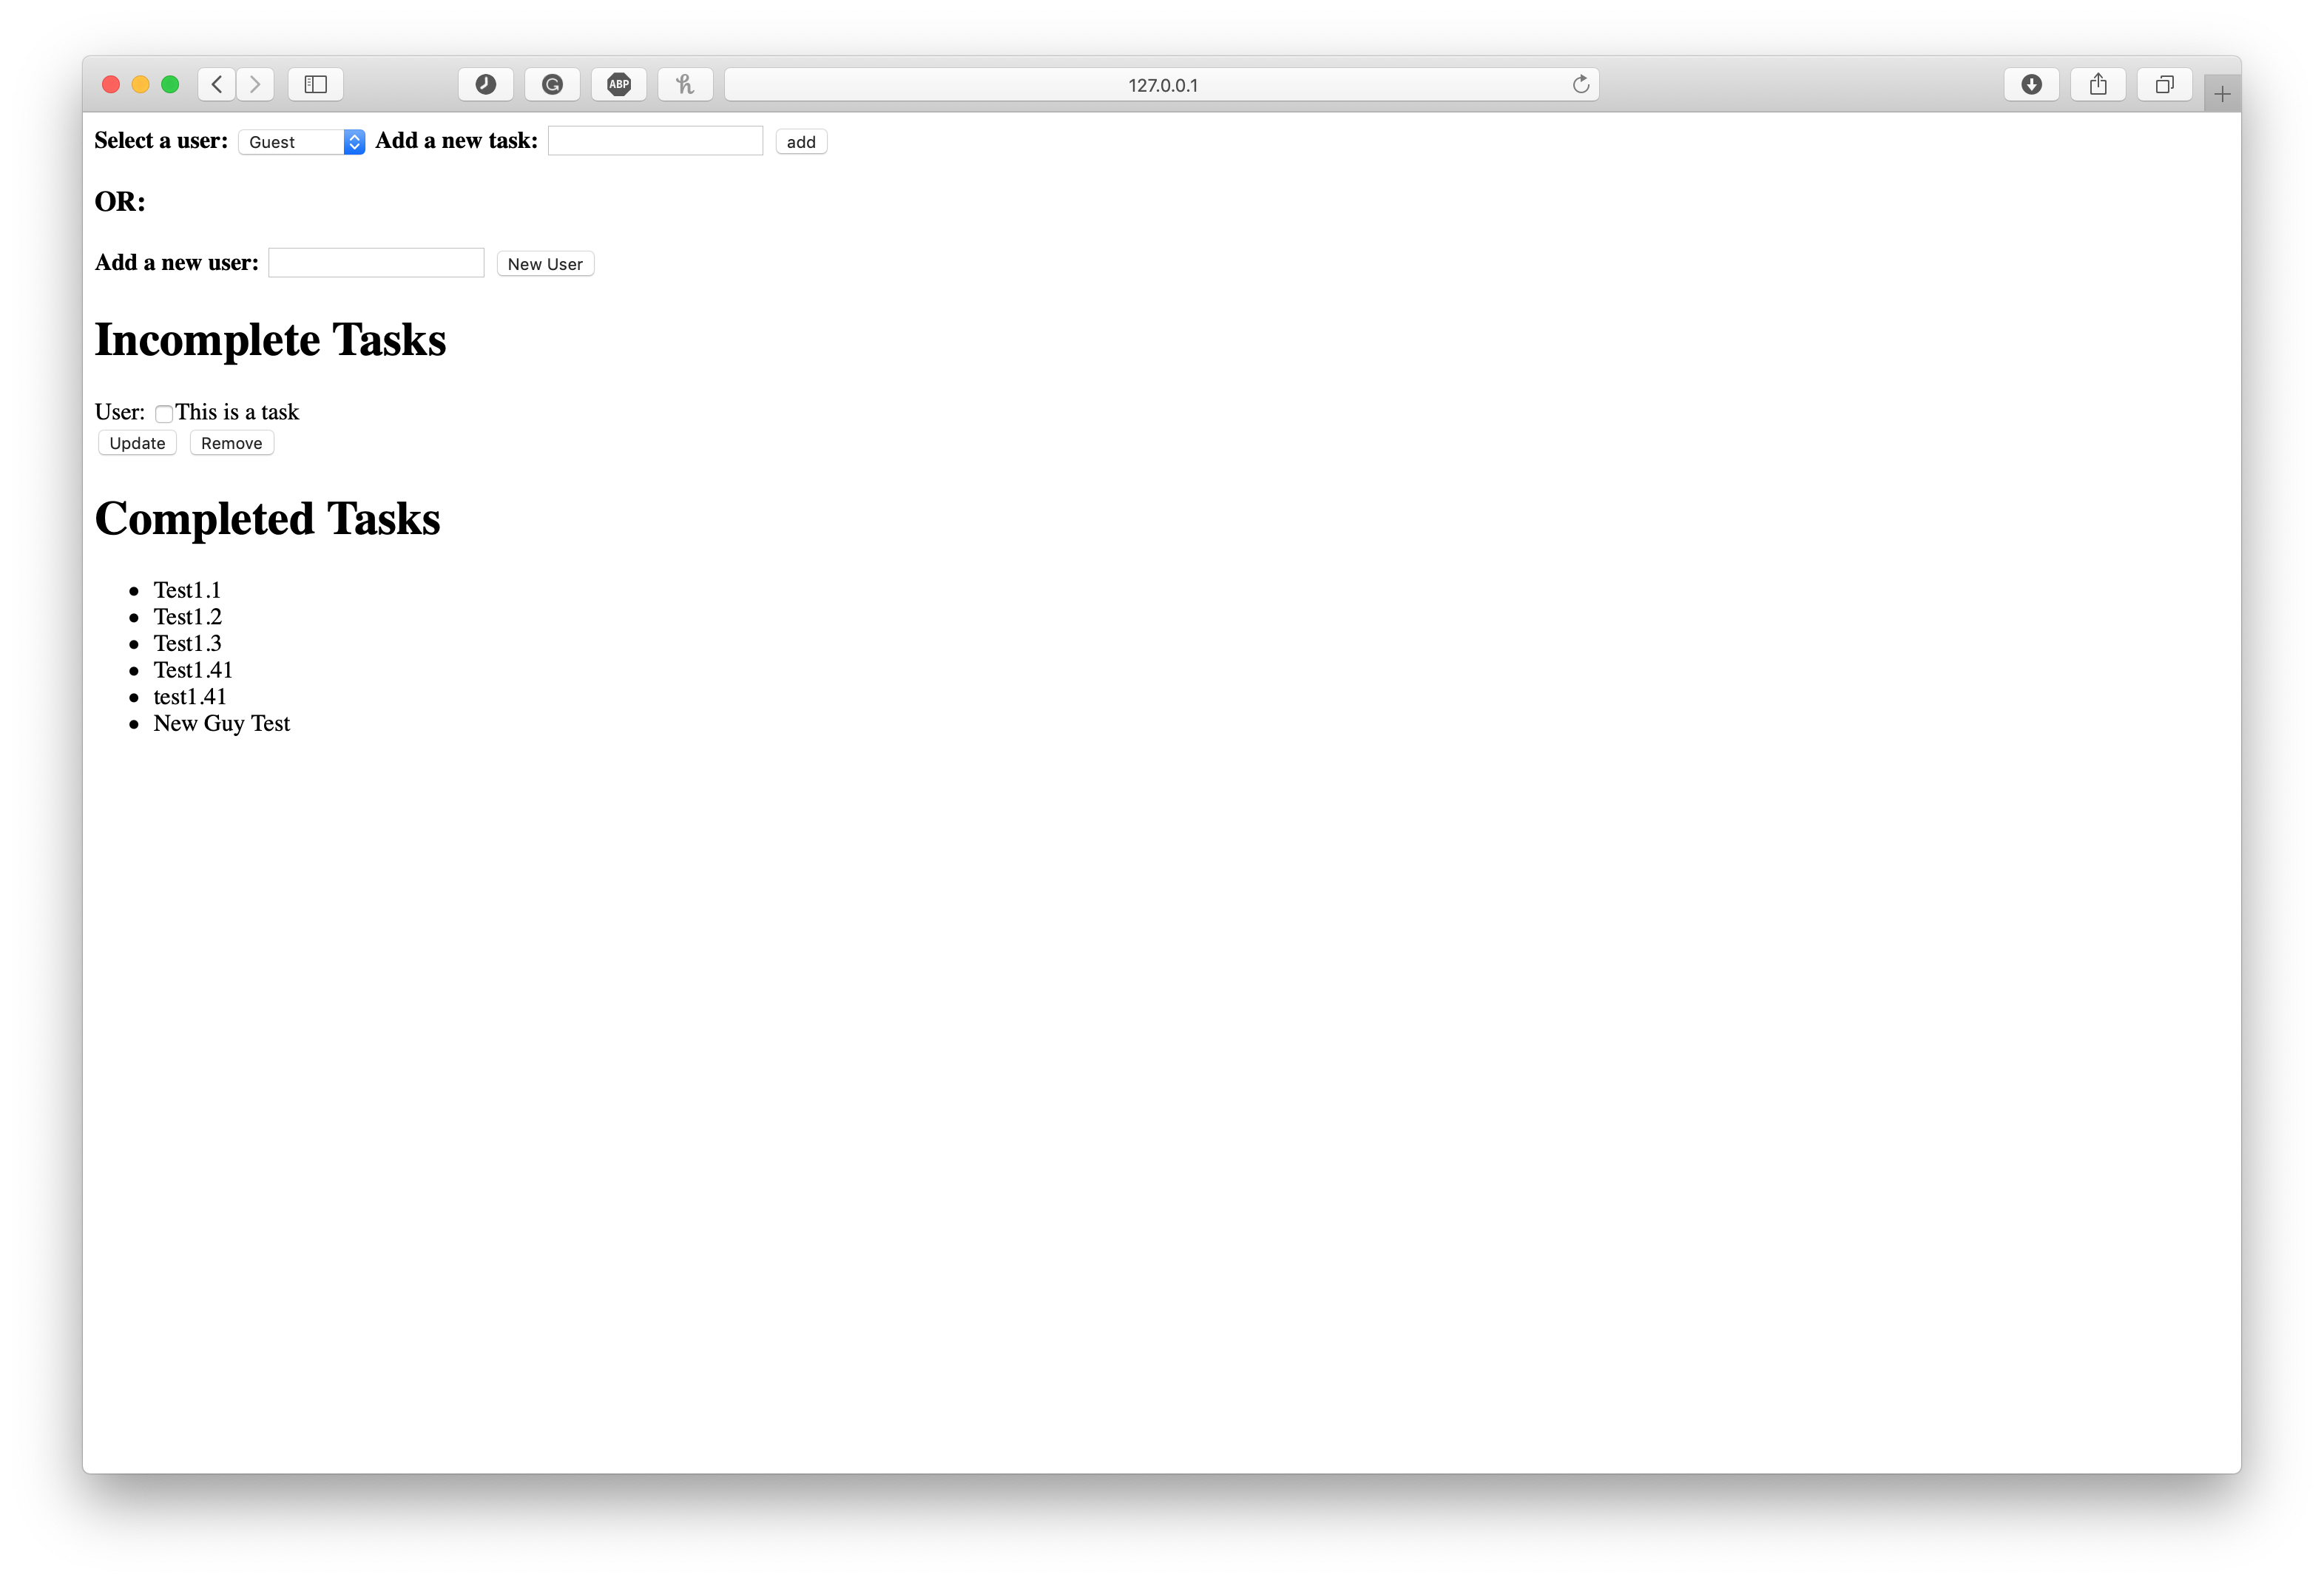 ABP
127.0.0.1
Select a user: Guest Add a new task: add
OR:
Add a new user: New User
Incomplete Tasks
User: This is a task
Update Remove
Completed Tasks
Test1.1
Test1.2
Test1.3
Test1.41
test1.41
New Guy Test